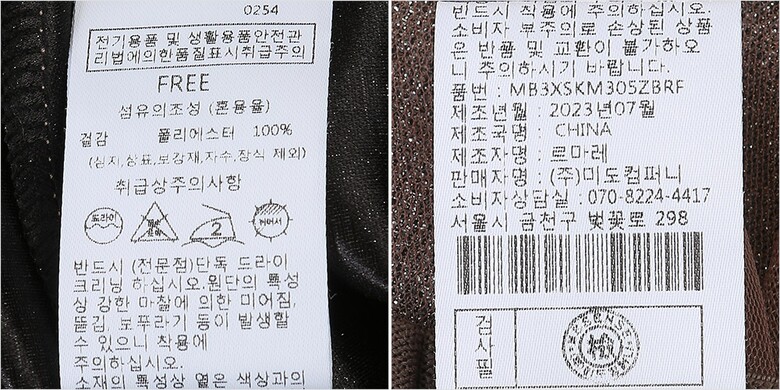 0254
전기용품 및 생활용품안전관
리법에의한품질표시취급주의
FREE
섬유의조성 (혼용율)
겉감 폴리에스터 100%
(심지,상표,보강재,자수,장식 제외)
취급상주의사항
드라이
염소표백
2
반드시 (전문점)단독 드라이
크리닝 하십시오.원단의 특성
상 강한 마찰에 의한 미어짐,
뜯김, 보푸라기 등이 발생할
수 있으니 착용에
주의하십시오.
소재의 특성상 옅은 색상과의
반드시 착용에 주의하십시오.
소비자 부주의로 손상된 상품
은 반품 및 교환이 불가하오
니 주의하시기 바랍니다.
품번 : MB3XSKM305ZBRF
제조년월 : 2023년07월
제조국명 : CHINA
제조자명 : 르마레
판매자명 : (주)미도컴퍼니
소비자상담실 : 070-8224-4417
서울시 금천구 벚꽃로 298
검사필